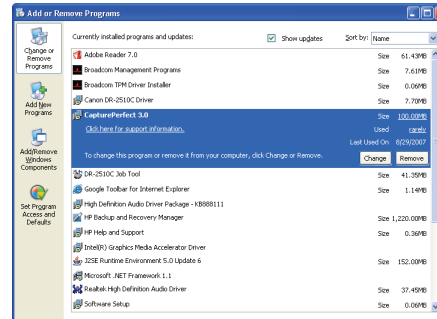 Add or Remove Programs
Change or
Remove
Programs
Add New
Programs
Add/Remove
Windows
Components
Set Program
Access and
Defaults
Currently installed programs and updates:
Show updates
Sort by: Name
Adobe Reader 7.0 Size 61.43MB
Broadcom Management Programs Size 7.61MB
Broadcom TPM Driver Installer Size 0.06MB
Canon DR-2510C Driver Size 7.70MB
CapturePerfect 3.0 Size 100.00MB
Click here for support information. Used rarely
Last Used On 8/29/2007
To change this program or remove it from your computer, click Change or Remove. Change Remove
DR-2510C Job Tool Size 41.35MB
Google Toolbar for Internet Explorer Size 1.14MB
High Definition Audio Driver Package - KB888111
HP Backup and Recovery Manager Size 1,220.00MB
HP Help and Support Size 0.36MB
Intel(R) Graphics Media Accelerator Driver
J2SE Runtime Environment 5.0 Update 6 Size 152.00MB
Microsoft .NET Framework 1.1
Realtek High Definition Audio Driver Size 37.45MB
Software Setup Size 0.06MB